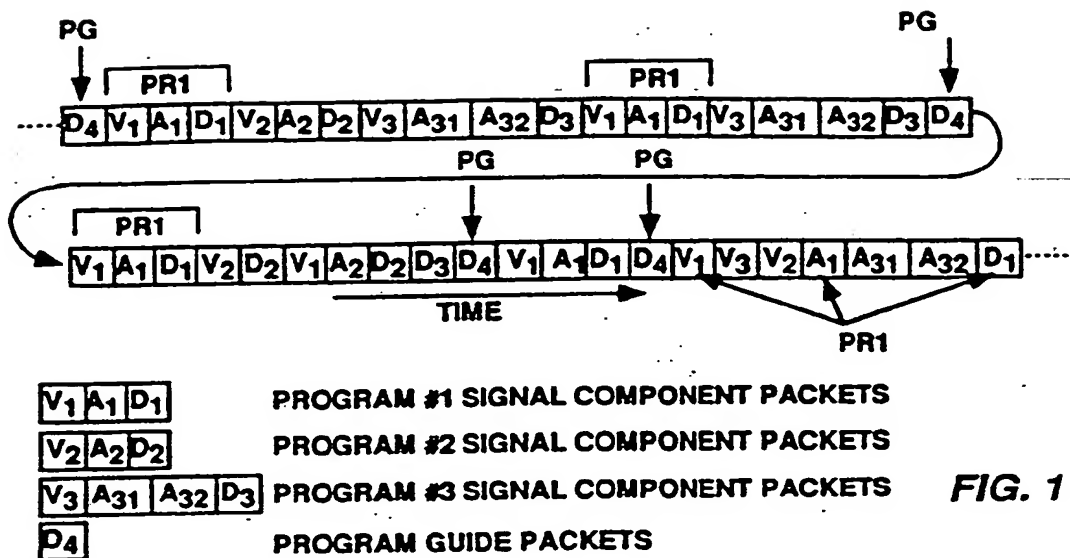 PG PG
PR1 PR1
D4 V1 A1 D1 V2 A2 D2 V3 A31 A32 D3 V1 A1 D1 V3 A31 A32 D3 D4
PG PG
PR1
V1 A1 D1 V2 D2 V1 A2 D2 D3 D4 V1 A1 D1 D4 V1 V3 V2 A1 A31 A32 D1
TIME
PR1
V1 A1 D1 PROGRAM #1 SIGNAL COMPONENT PACKETS
V2 A2 D2 PROGRAM #2 SIGNAL COMPONENT PACKETS
V3 A31 A32 D3 PROGRAM #3 SIGNAL COMPONENT PACKETS
FIG. 1
D4 PROGRAM GUIDE PACKETS